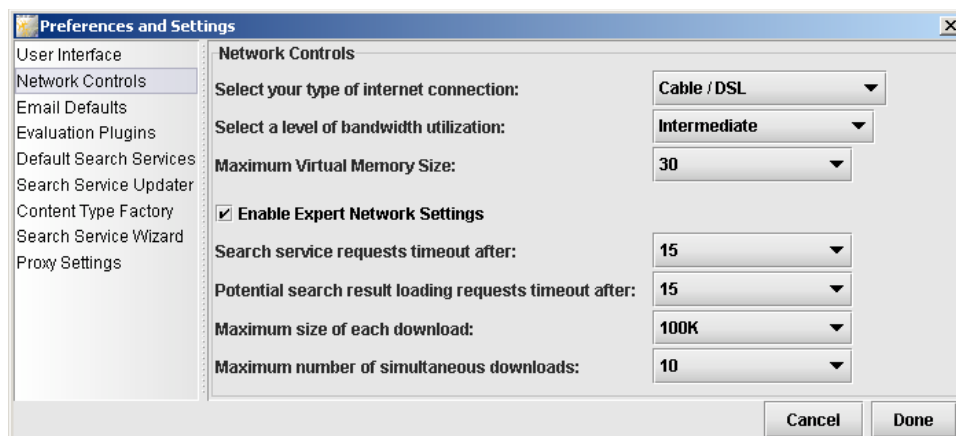 Preferences and Settings
User Interface
Network Controls
Email Defaults
Evaluation Plugins
Default Search Services
Search Service Updater
Content Type Factory
Search Service Wizard
Proxy Settings
Network Controls
Select your type of internet connection: Cable / DSL
Select a level of bandwidth utilization: Intermediate
Maximum Virtual Memory Size: 30
Enable Expert Network Settings
Search service requests timeout after: 15
Potential search result loading requests timeout after: 15
Maximum size of each download: 100K
Maximum number of simultaneous downloads: 10
Cancel Done